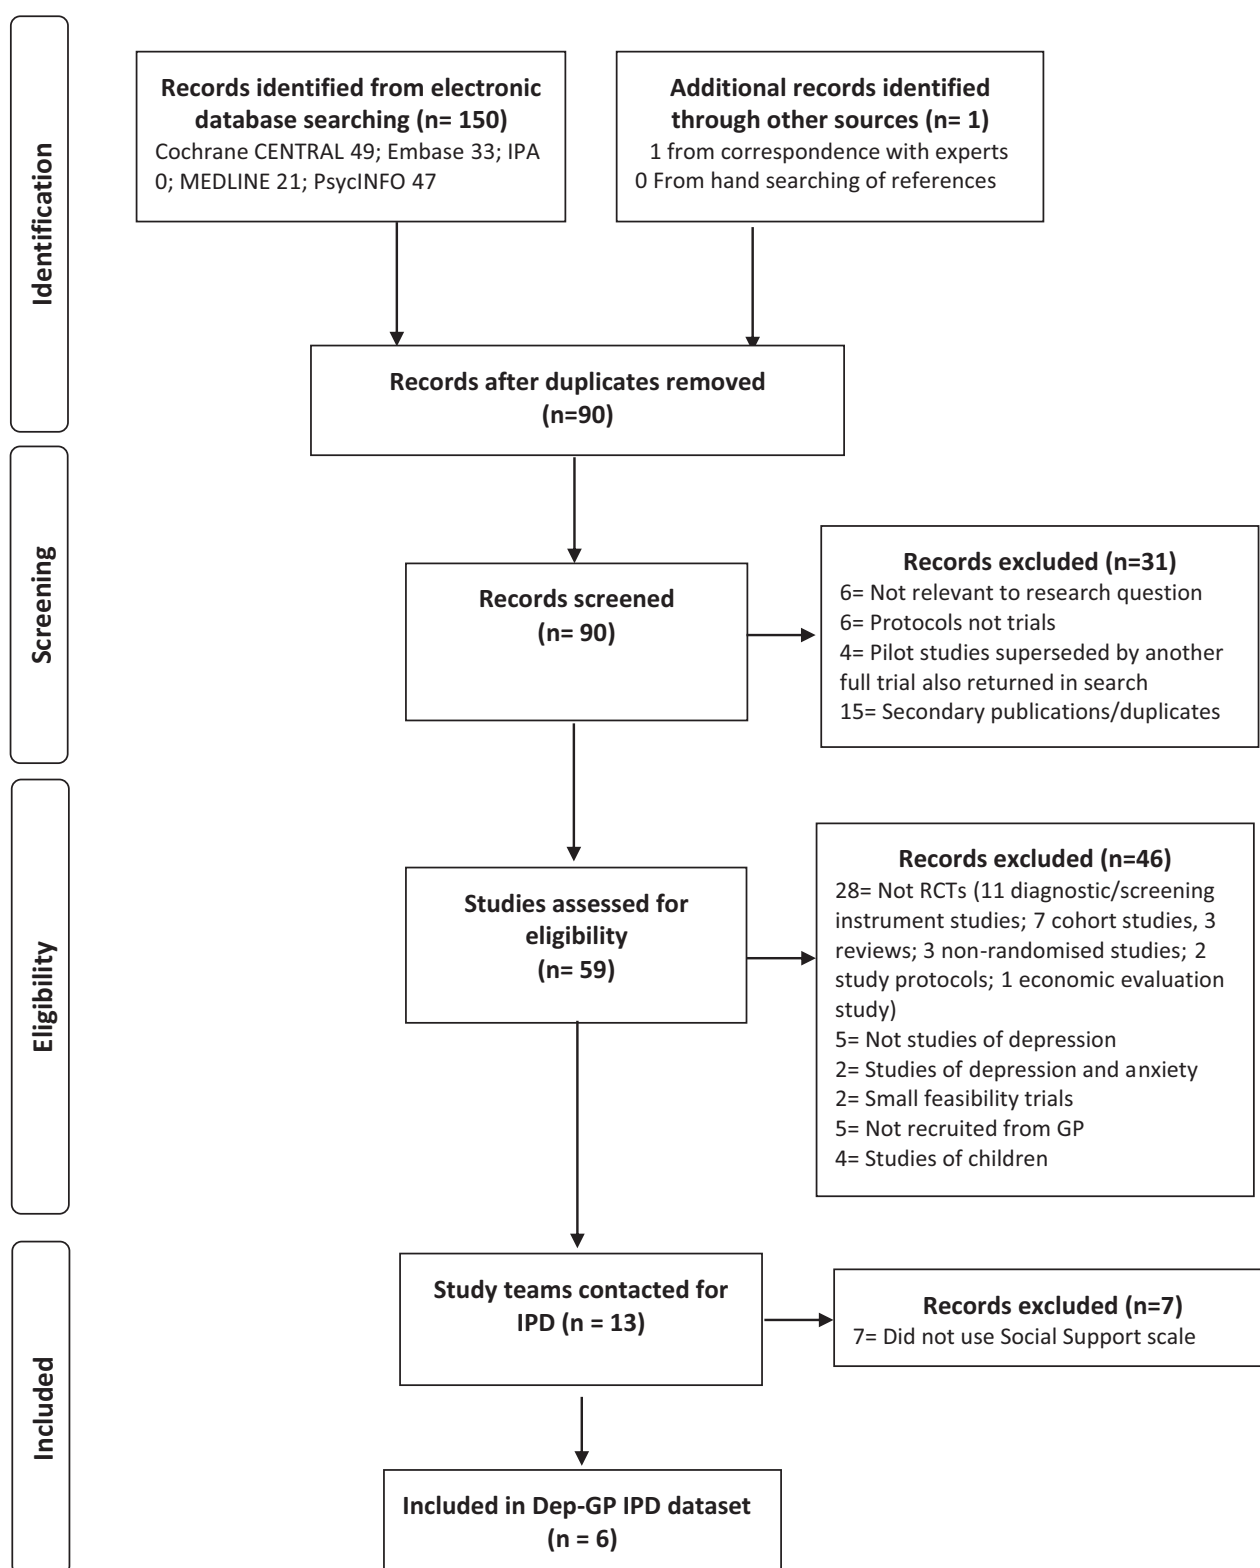 Identification
Records identified from electronic
database searching (n= 150)
Cochrane CENTRAL 49; Embase 33; IPA
0; MEDLINE 21; PsycINFO 47
Additional records identified
through other sources (n= 1)
1 from correspondence with experts
0 From hand searching of references
Records after duplicates removed
(n=90)
Screening
Records screened
(n= 90)
Records excluded (n=31)
6= Not relevant to research question
6= Protocols not trials
4= Pilot studies superseded by another
full trial also returned in search
15= Secondary publications/duplicates
Eligibility
Studies assessed for
eligibility
(n= 59)
Records excluded (n=46)
28= Not RCTs (11 diagnostic/screening
instrument studies; 7 cohort studies, 3
reviews; 3 non-randomised studies; 2
study protocols; 1 economic evaluation
study)
5= Not studies of depression
2= Studies of depression and anxiety
2= Small feasibility trials
5= Not recruited from GP
4= Studies of children
Included
Study teams contacted for
IPD (n = 13)
Records excluded (n=7)
7= Did not use Social Support scale
Included in Dep-GP IPD dataset
(n = 6)